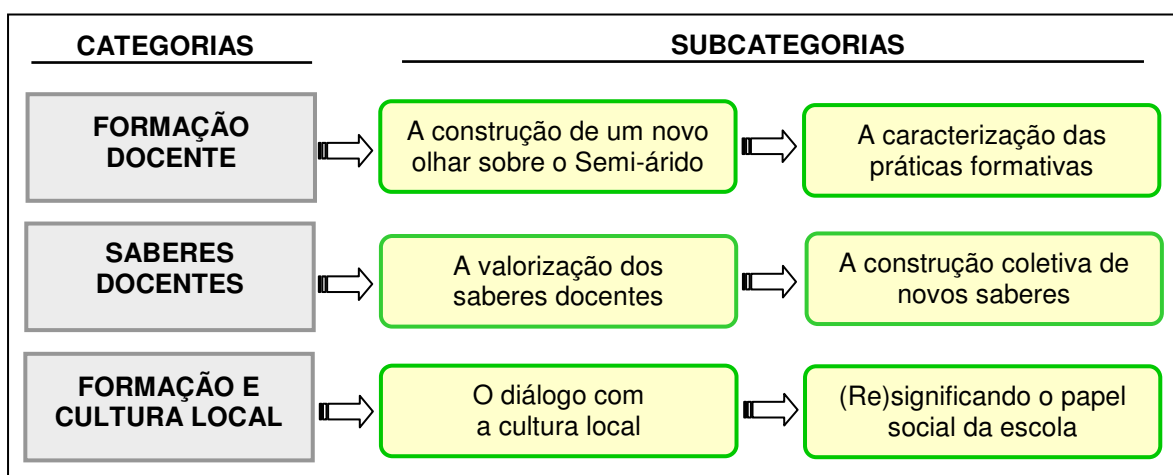 CATEGORIAS
SUBCATEGORIAS
FORMAÇÃO
DOCENTE
A construção de um novo
olhar sobre o Semi-árido
A caracterização das
práticas formativas
SABERES
DOCENTES
A valorização dos
saberes docentes
A construção coletiva de
novos saberes
FORMAÇÃO E
CULTURA LOCAL
O diálogo com
a cultura local
(Re)significando o papel
social da escola